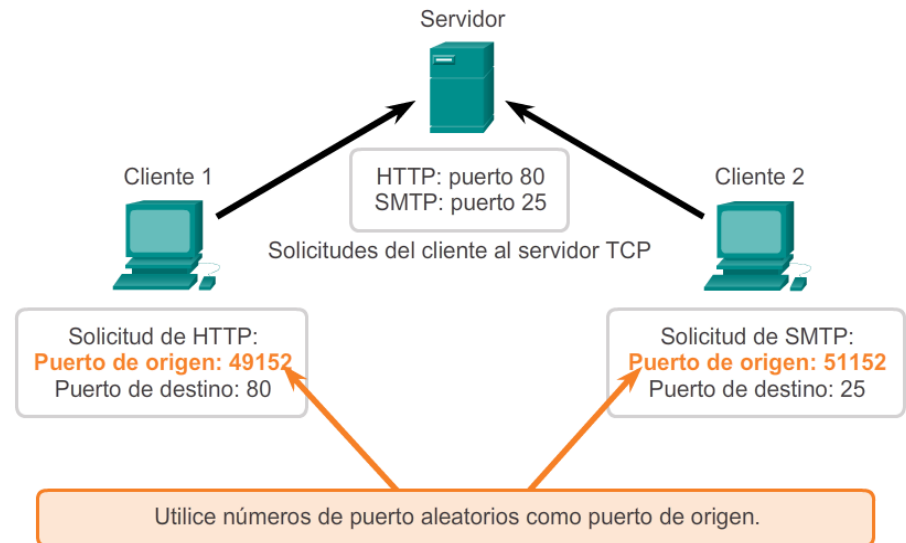 Servidor
Cliente 1
HTTP: puerto 80
SMTP: puerto 25
Cliente 2
Solicitudes del cliente al servidor TCP
Solicitud de HTTP:
Puerto de origen: 49152
Puerto de destino: 80
Solicitud de SMTP:
Puerto de origen: 51152
Puerto de destino: 25
Utilice números de puerto aleatorios como puerto de origen.